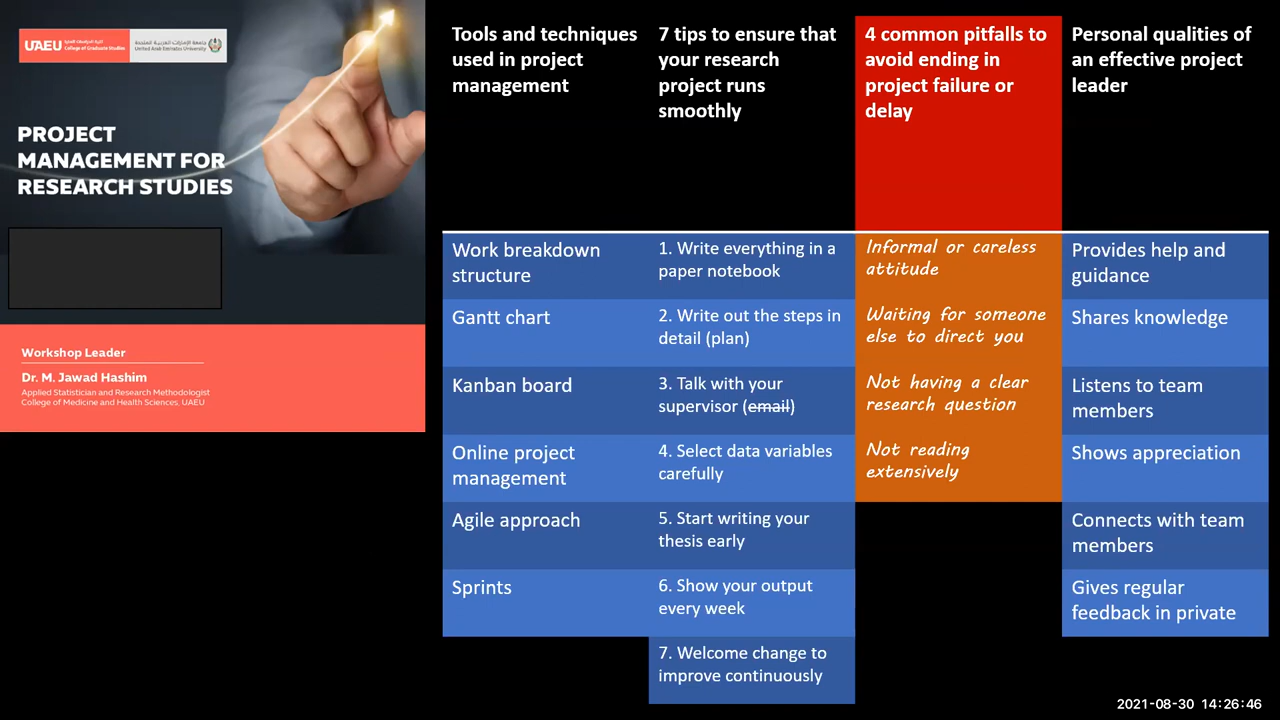 UAEU
كلية الدراسات العليا
College of Graduate Studies
جامعة الإمارات العربية المتحدة
United Arab Emirates University
PROJECT
MANAGEMENT FOR
RESEARCH STUDIES
Workshop Leader
Dr. M. Jawad Hashim
Applied Statistician and Research Methodologist
College of Medicine and Health Sciences, UAEU
Tools and techniques
used in project
management
7 tips to ensure that
your research
project runs
smoothly
4 common pitfalls to
avoid ending in
project failure or
delay
Personal qualities of
an effective project
leader
Work breakdown
structure
1. Write everything in a
paper notebook
Informal or careless
attitude
Provides help and
guidance
Gantt chart
2. Write out the steps in
detail (plan)
Waiting for someone
else to direct you
Shares knowledge
Kanban board
3. Talk with your
supervisor (email)
Not having a clear
research question
Listens to team
members
Online project
management
4. Select data variables
carefully
Not reading
extensively
Shows appreciation
Agile approach
5. Start writing your
thesis early
Connects with team
members
Sprints
6. Show your output
every week
Gives regular
feedback in private
7. Welcome change to
improve continuously
2021-08-30 14:26:46